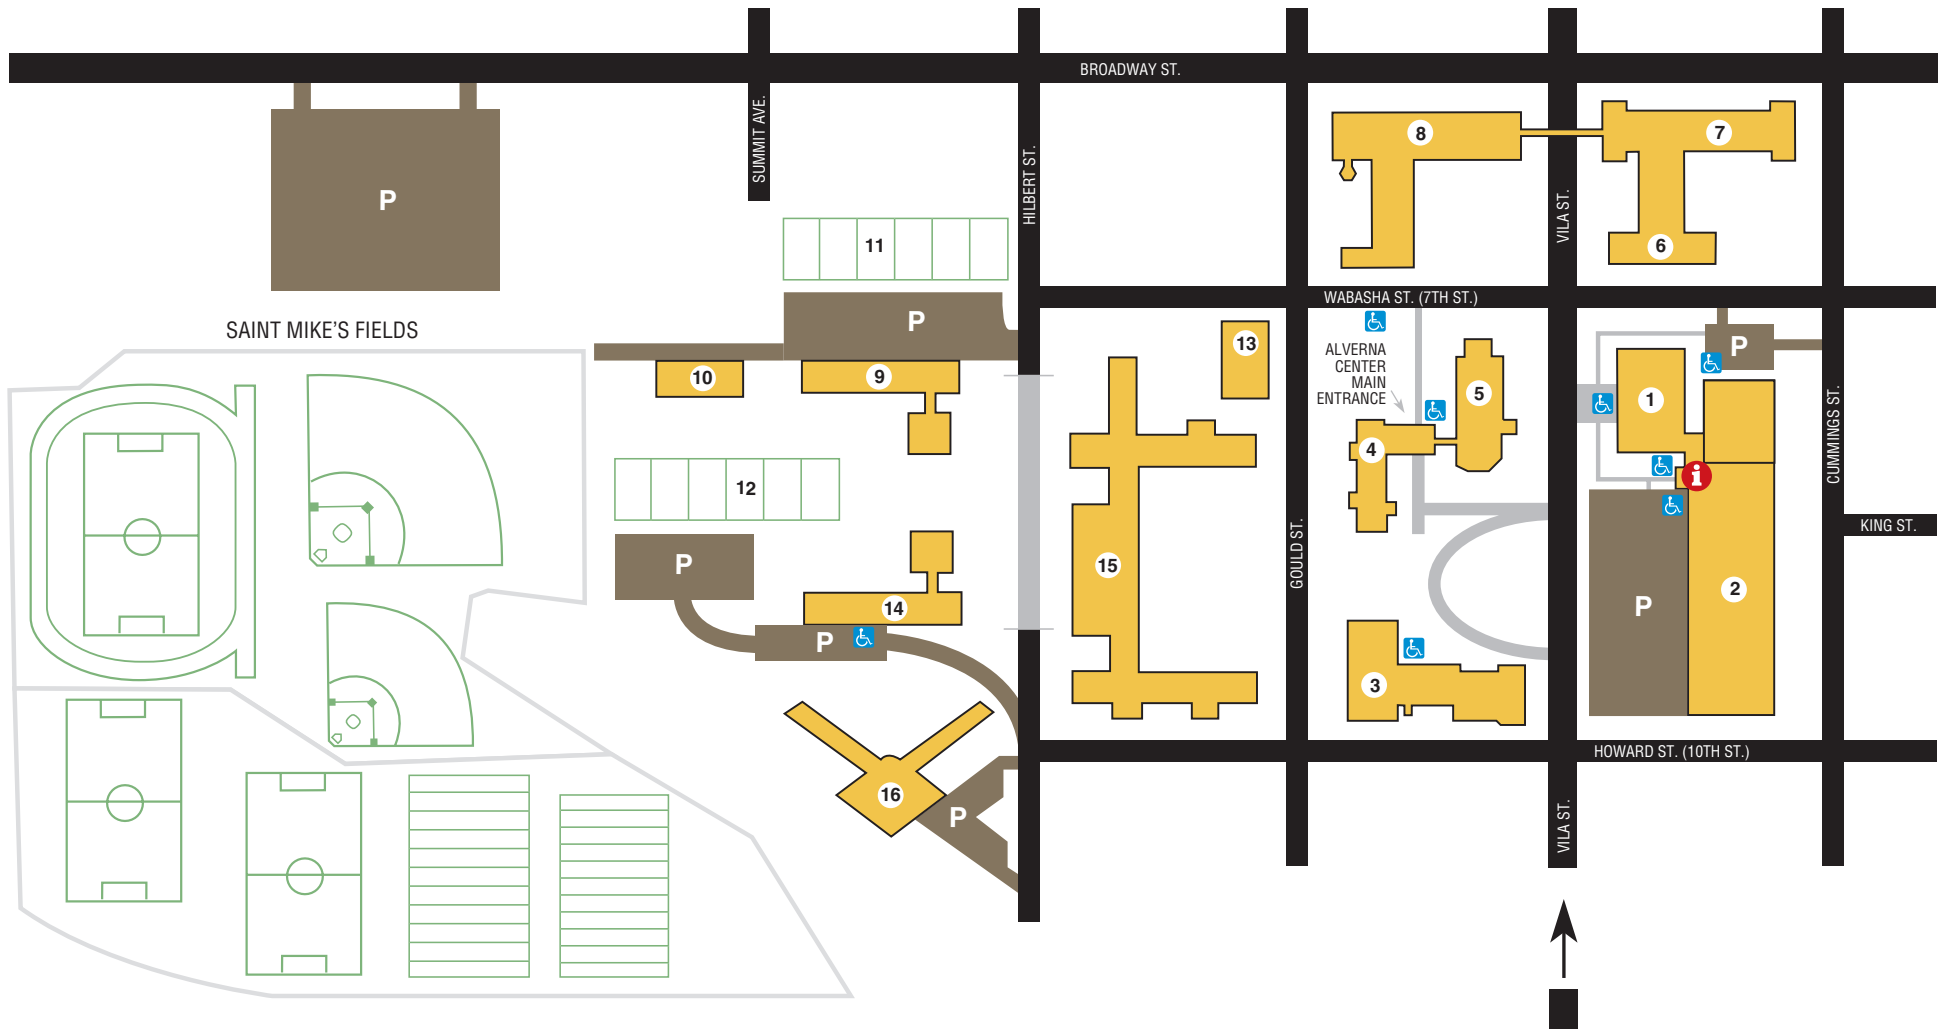 BROADWAY ST.
SUMMIT AVE.
HILBERT ST.
8
7
P
VILA ST.
11
6
WABASHA ST. (7TH ST.)
SAINT MIKE'S FIELDS
P
13
ALVERNA
CENTER
MAIN
ENTRANCE
P
10
9
5
1
CUMMINGS ST.
4
i
12
KING ST.
GOULD ST.
P
15
2
14
P
P
3
HOWARD ST. (10TH ST.)
16
P
VILA ST.